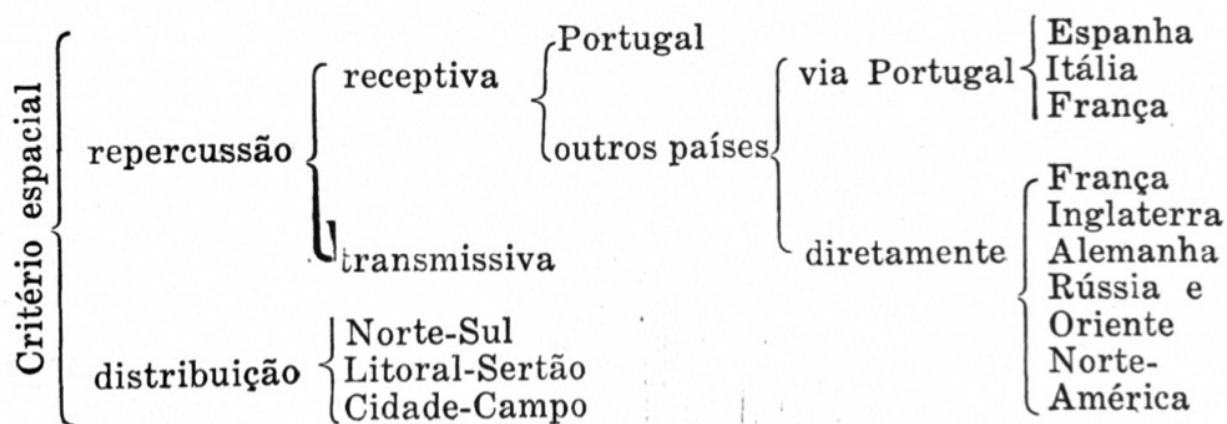 Critério espacial
repercussão
receptiva
Portugal
outros países
via Portugal
Espanha
Itália
França
diretamente
França
Inglaterra
Alemanha
Rússia e
Oriente
Norte-
América
transmissiva
distribuição
Norte-Sul
Litoral-Sertão
Cidade-Campo